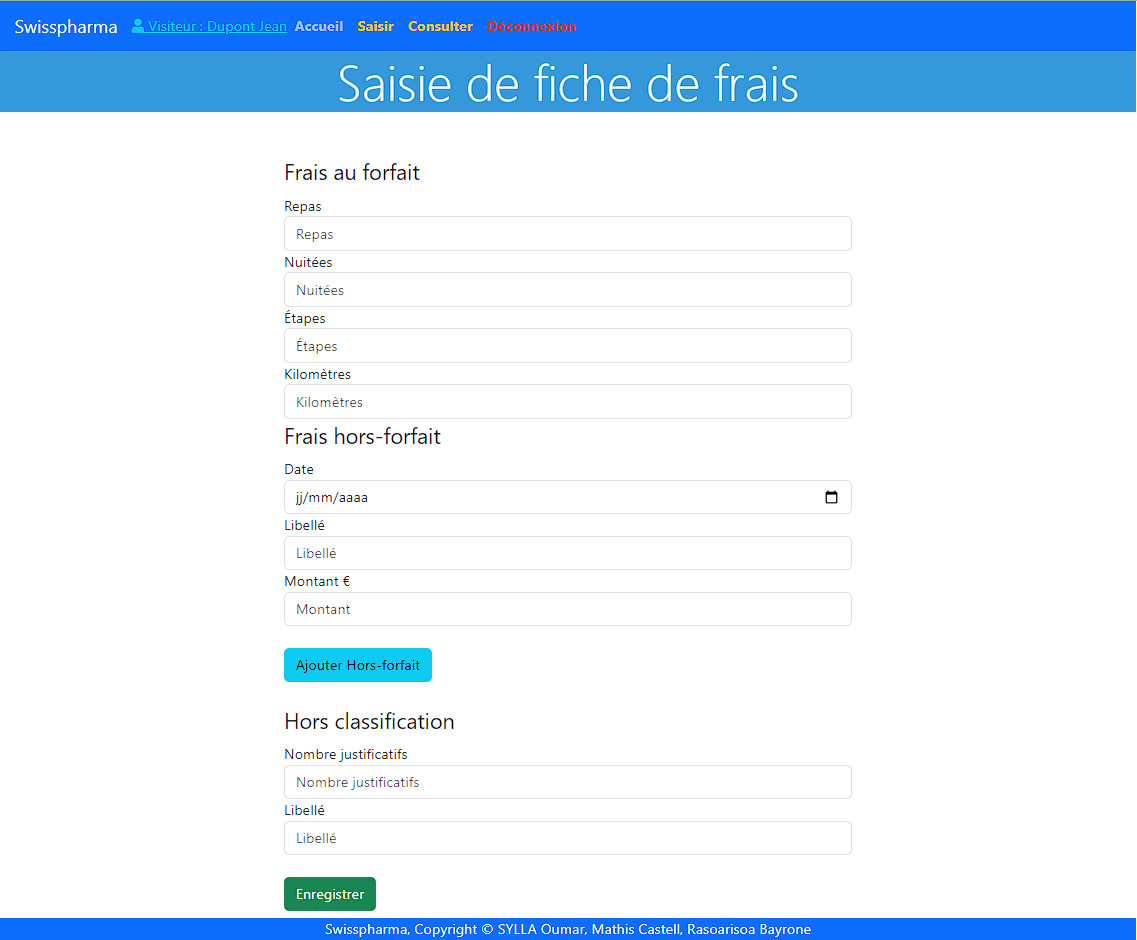 Swisspharma Visiteur : Dupont Jean Accueil Saisir Consulter Déconnexion
Saisie de fiche de frais
Frais au forfait
Repas
Repas
Nuitées
Nuitées
Étapes
Étapes
Kilomètres
Kilomètres
Frais hors-forfait
Date
jj/mm/aaaa
Libellé
Libellé
Montant €
Montant
Ajouter Hors-forfait
Hors classification
Nombre justificatifs
Nombre justificatifs
Libellé
Libellé
Enregistrer
Swisspharma, Copyright © SYLLA Oumar, Mathis Castell, Rasoarisoa Bayrone